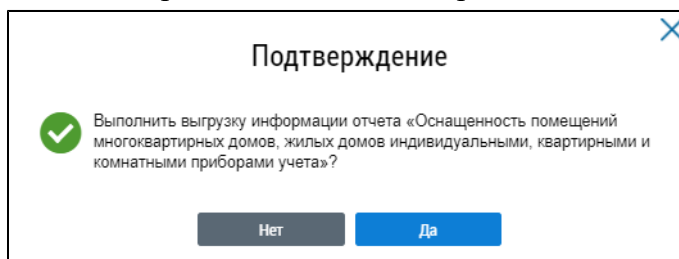 Подтверждение
Выполнить выгрузку информации отчета «Оснащенность помещений
многоквартирных домов, жилых домов индивидуальными, квартирными и
комнатными приборами учета»?
Нет
Да